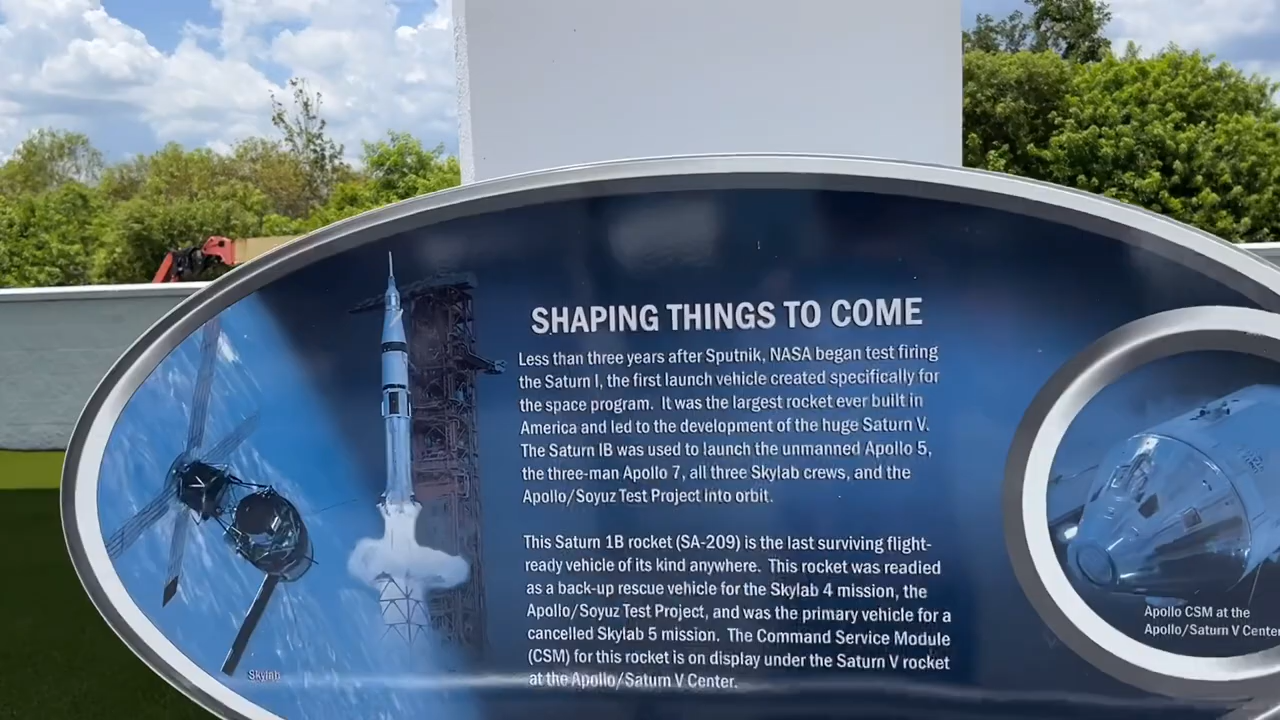 SHAPING THINGS TO COME
Less than three years after Sputnik, NASA began test firing
the Saturn I, the first launch vehicle created specifically for
the space program. It was the largest rocket ever built in
America and led to the development of the huge Saturn V.
The Saturn IB was used to launch the unmanned Apollo 5,
the three-man Apollo 7, all three Skylab crews, and the
Apollo/Soyuz Test Project into orbit.
This Saturn 1B rocket (SA-209) is the last surviving flight-
ready vehicle of its kind anywhere. This rocket was readied
as a back-up rescue vehicle for the Skylab 4 mission, the
Apollo/Soyuz Test Project, and was the primary vehicle for a
cancelled Skylab 5 mission. The Command Service Module
(CSM) for this rocket is on display under the Saturn V rocket
at the Apollo/Saturn V Center.
Skylab
Apollo CSM at the
Apollo/Saturn V Center